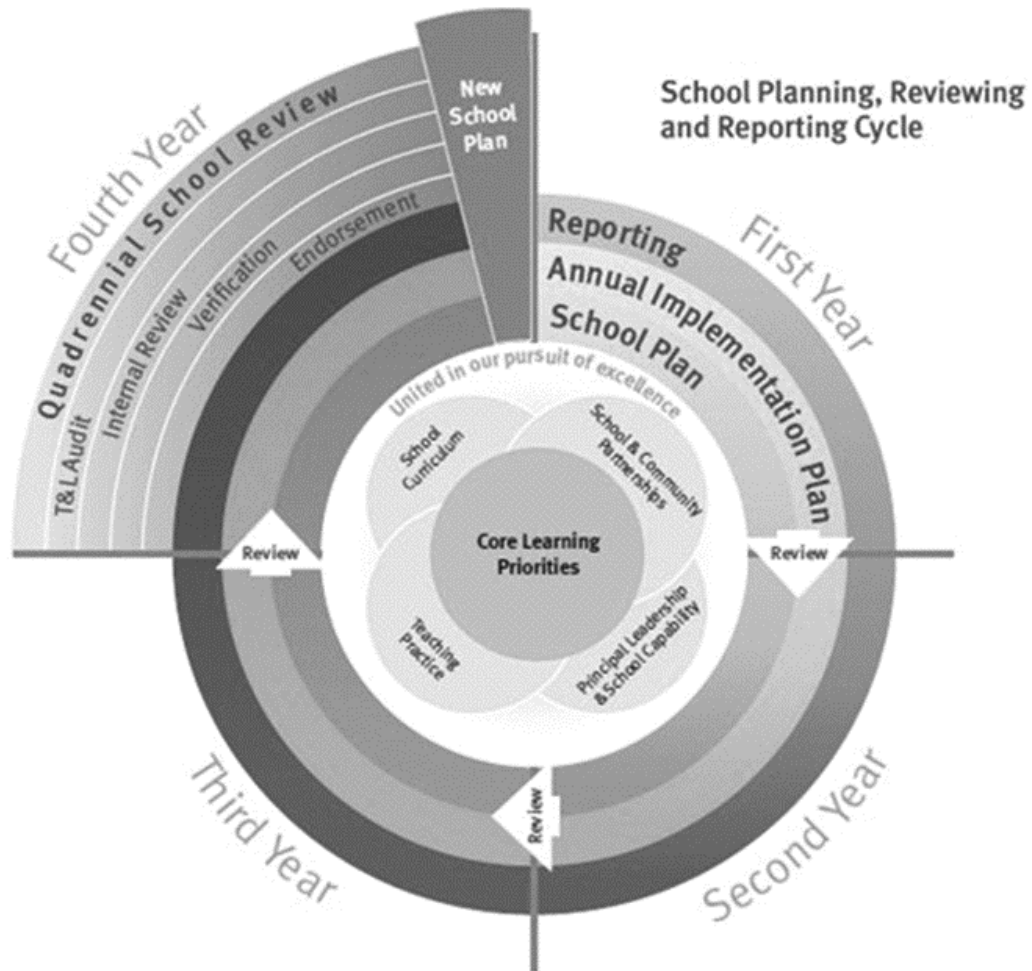 School Planning, Reviewing
and Reporting Cycle
New
School
Plan
First Year
Reporting
Annual Implementation Plan
School Plan
Review
Second Year
Review
Third Year
Review
Fourth Year
Quadrennial School Review
T&L Audit
Internal Review
Verification
Endorsement
United in our pursuit of excellence
School
Curriculum
School & Community
Partnerships
Core Learning
Priorities
Teaching
Practice
Principal Leadership
& School Capability